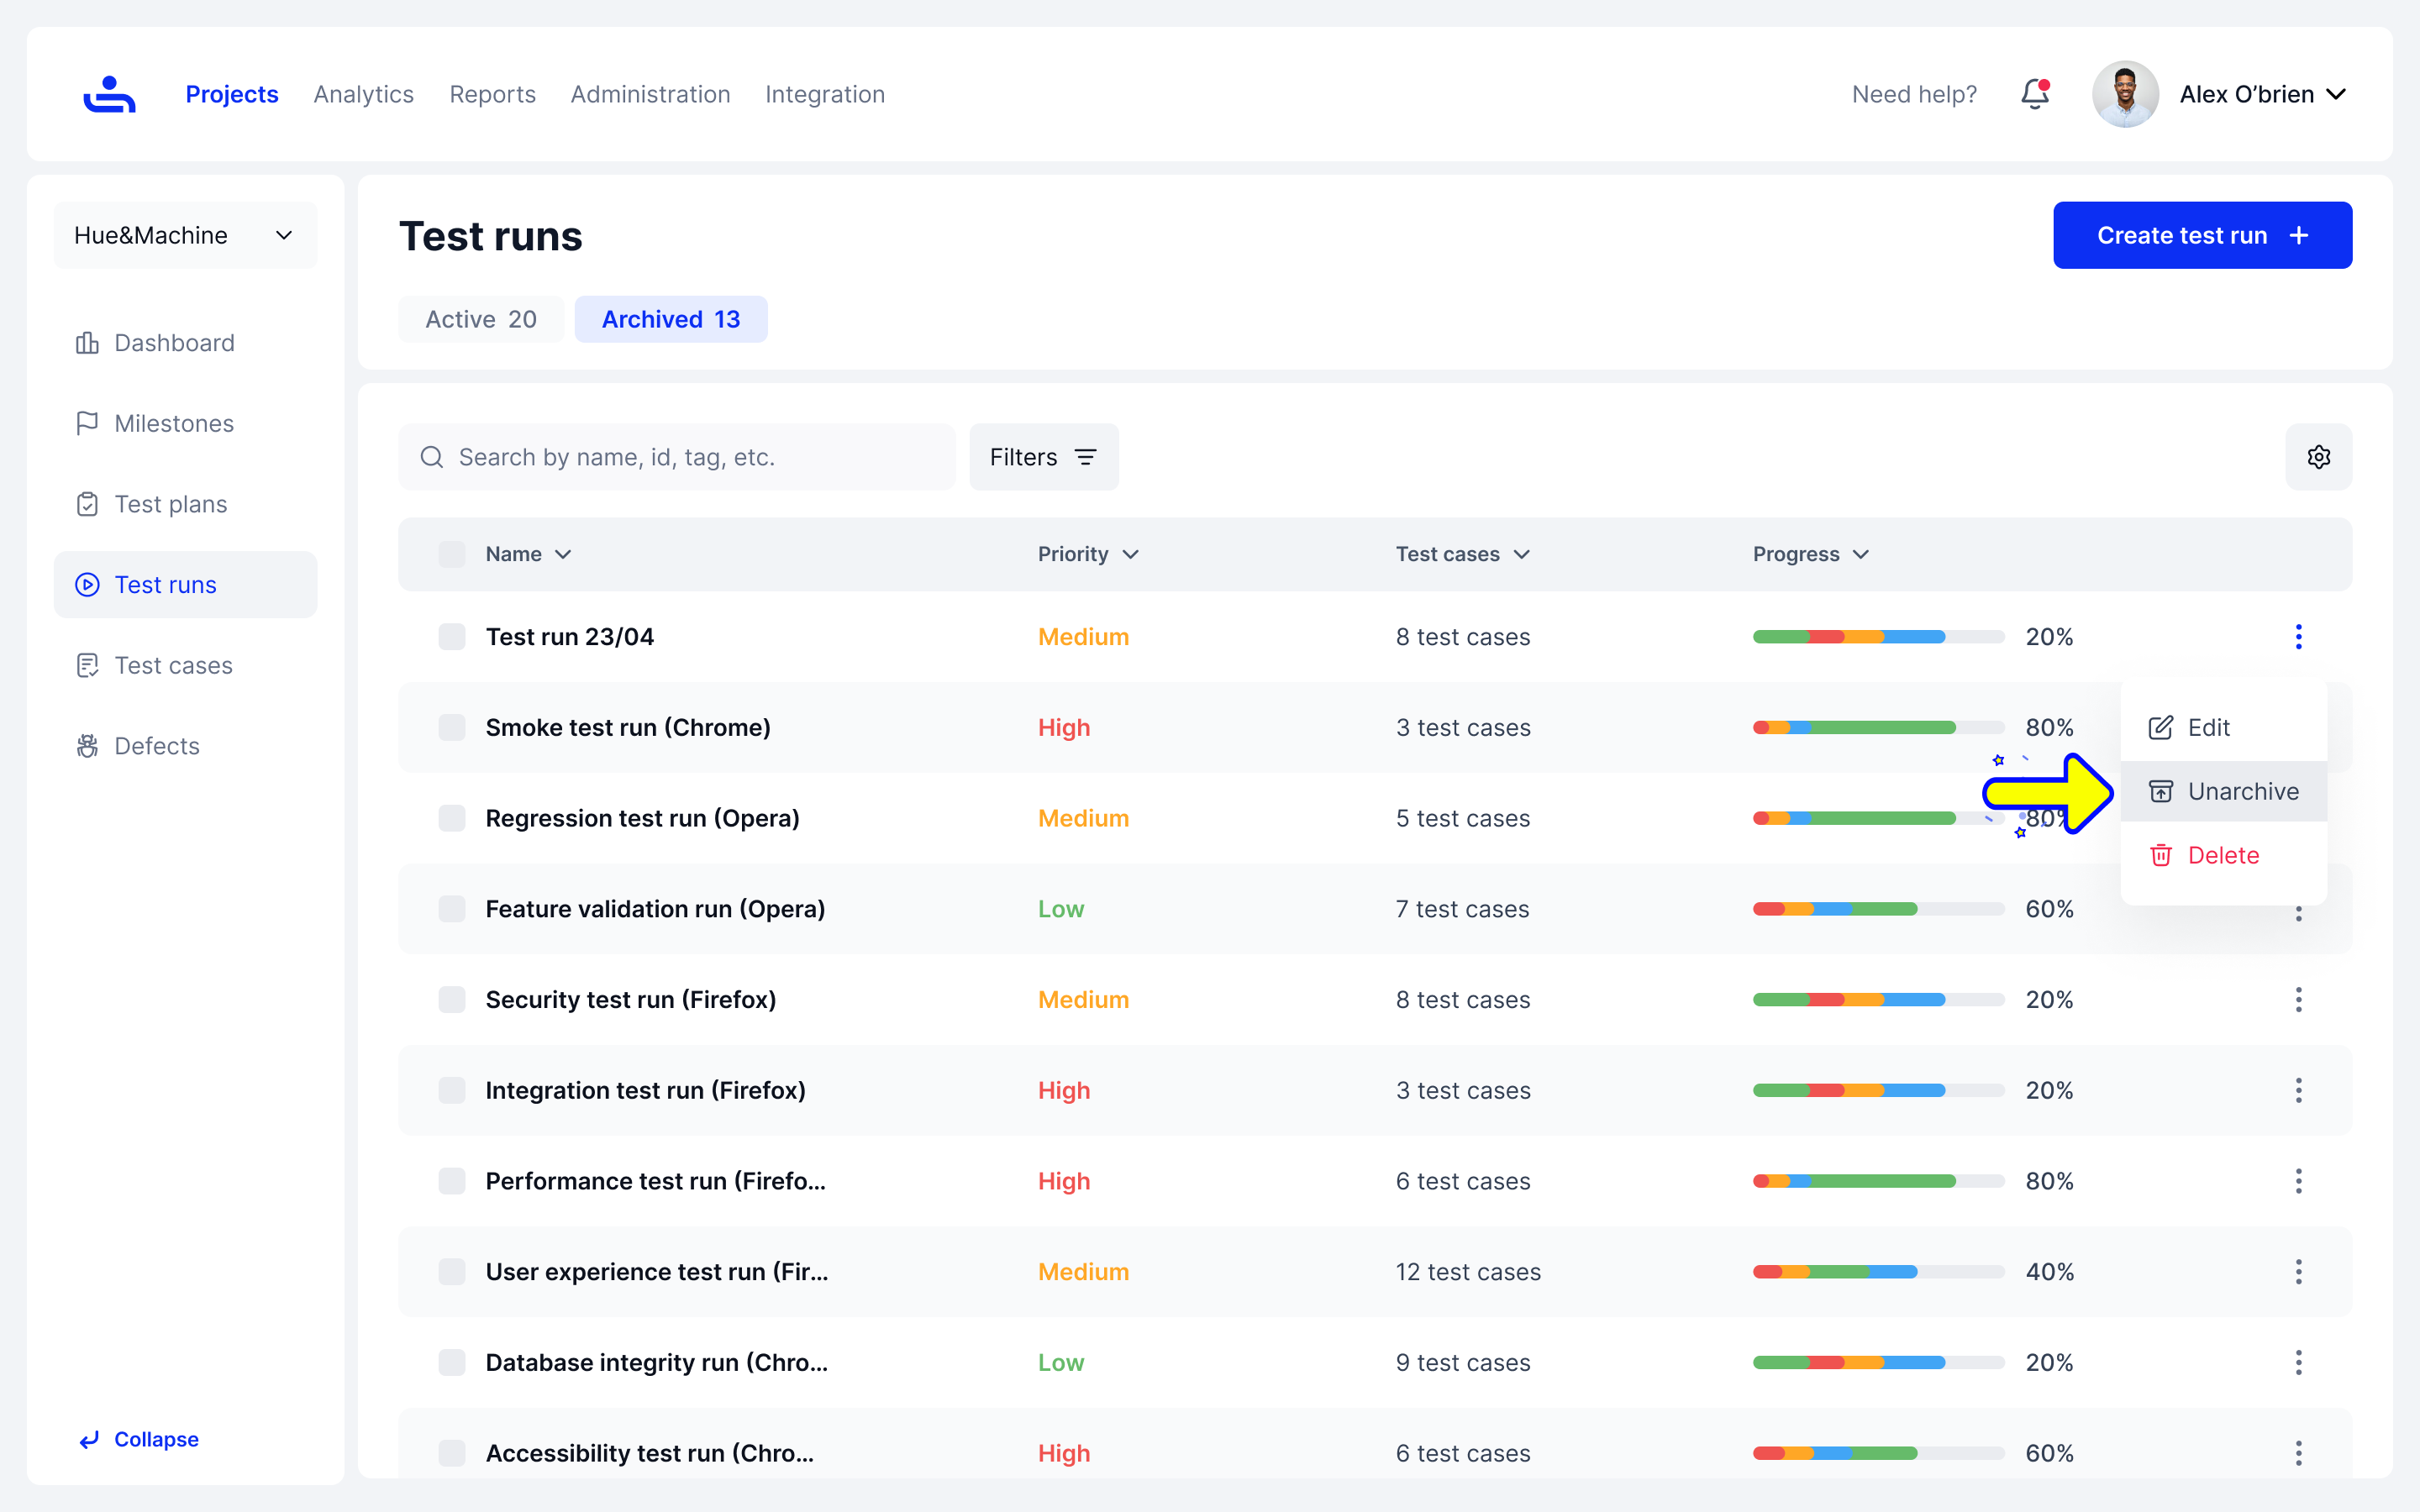 Projects Analytics Reports Administration Integration Need help? Alex O’brien
Hue&Machine
Dashboard
Milestones
Test plans
Test runs
Test cases
Defects
Collapse
Test runs
Create test run +
Active 20 Archived 13
Search by name, id, tag, etc. Filters
Name Priority Test cases Progress
Test run 23/04 Medium 8 test cases 20%
Smoke test run (Chrome) High 3 test cases 80%
Regression test run (Opera) Medium 5 test cases 80%
Feature validation run (Opera) Low 7 test cases 60%
Security test run (Firefox) Medium 8 test cases 20%
Integration test run (Firefox) High 3 test cases 20%
Performance test run (Firefo... High 6 test cases 80%
User experience test run (Fir... Medium 12 test cases 40%
Database integrity run (Chro... Low 9 test cases 20%
Accessibility test run (Chro... High 6 test cases 60%
Edit
Unarchive
Delete